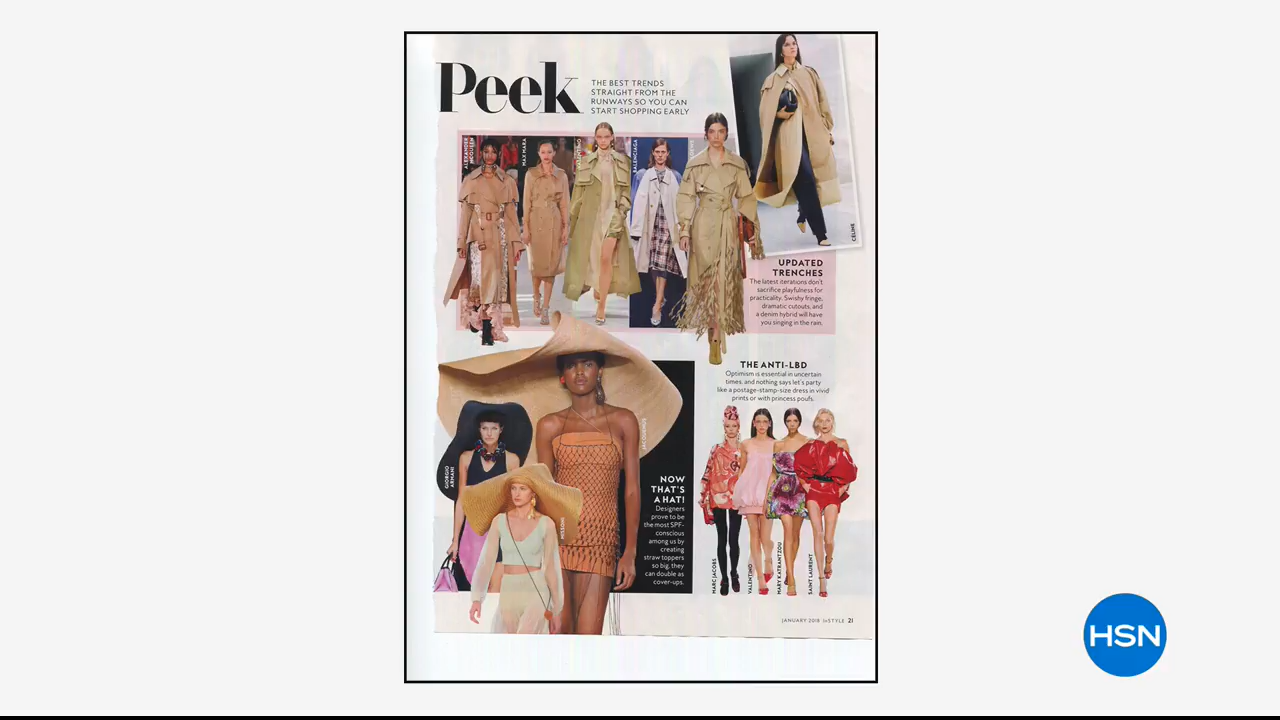 Peek
THE BEST TRENDS
STRAIGHT FROM THE
RUNWAYS SO YOU CAN
START SHOPPING EARLY
ALEXANDER
MCQUEEN
MAX MARA
VALENTINO
BALENCIAGA
LOEWE
CÉLINE
UPDATED
TRENCHES
The latest iterations don't
sacrifice playfulness for
practicality. Swishy fringe,
dramatic cutouts, and
a denim hybrid will have
you singing in the rain.
THE ANTI-LBD
Optimism is essential in uncertain
times, and nothing says let's party
like a postage-stamp-size dress in vivid
prints or with princess poufs.
JACQUEMUS
GIORGIO
ARMANI
MISSONI
NOW
THAT'S
A HAT!
Designers
prove to be
the most SPF-
conscious
among us by
creating
straw toppers
so big, they
can double as
cover-ups.
MARC JACOBS
VALENTINO
MARY KATRANTZOU
SAINT LAURENT
JANUARY 2018 InSTYLE 21
HSN